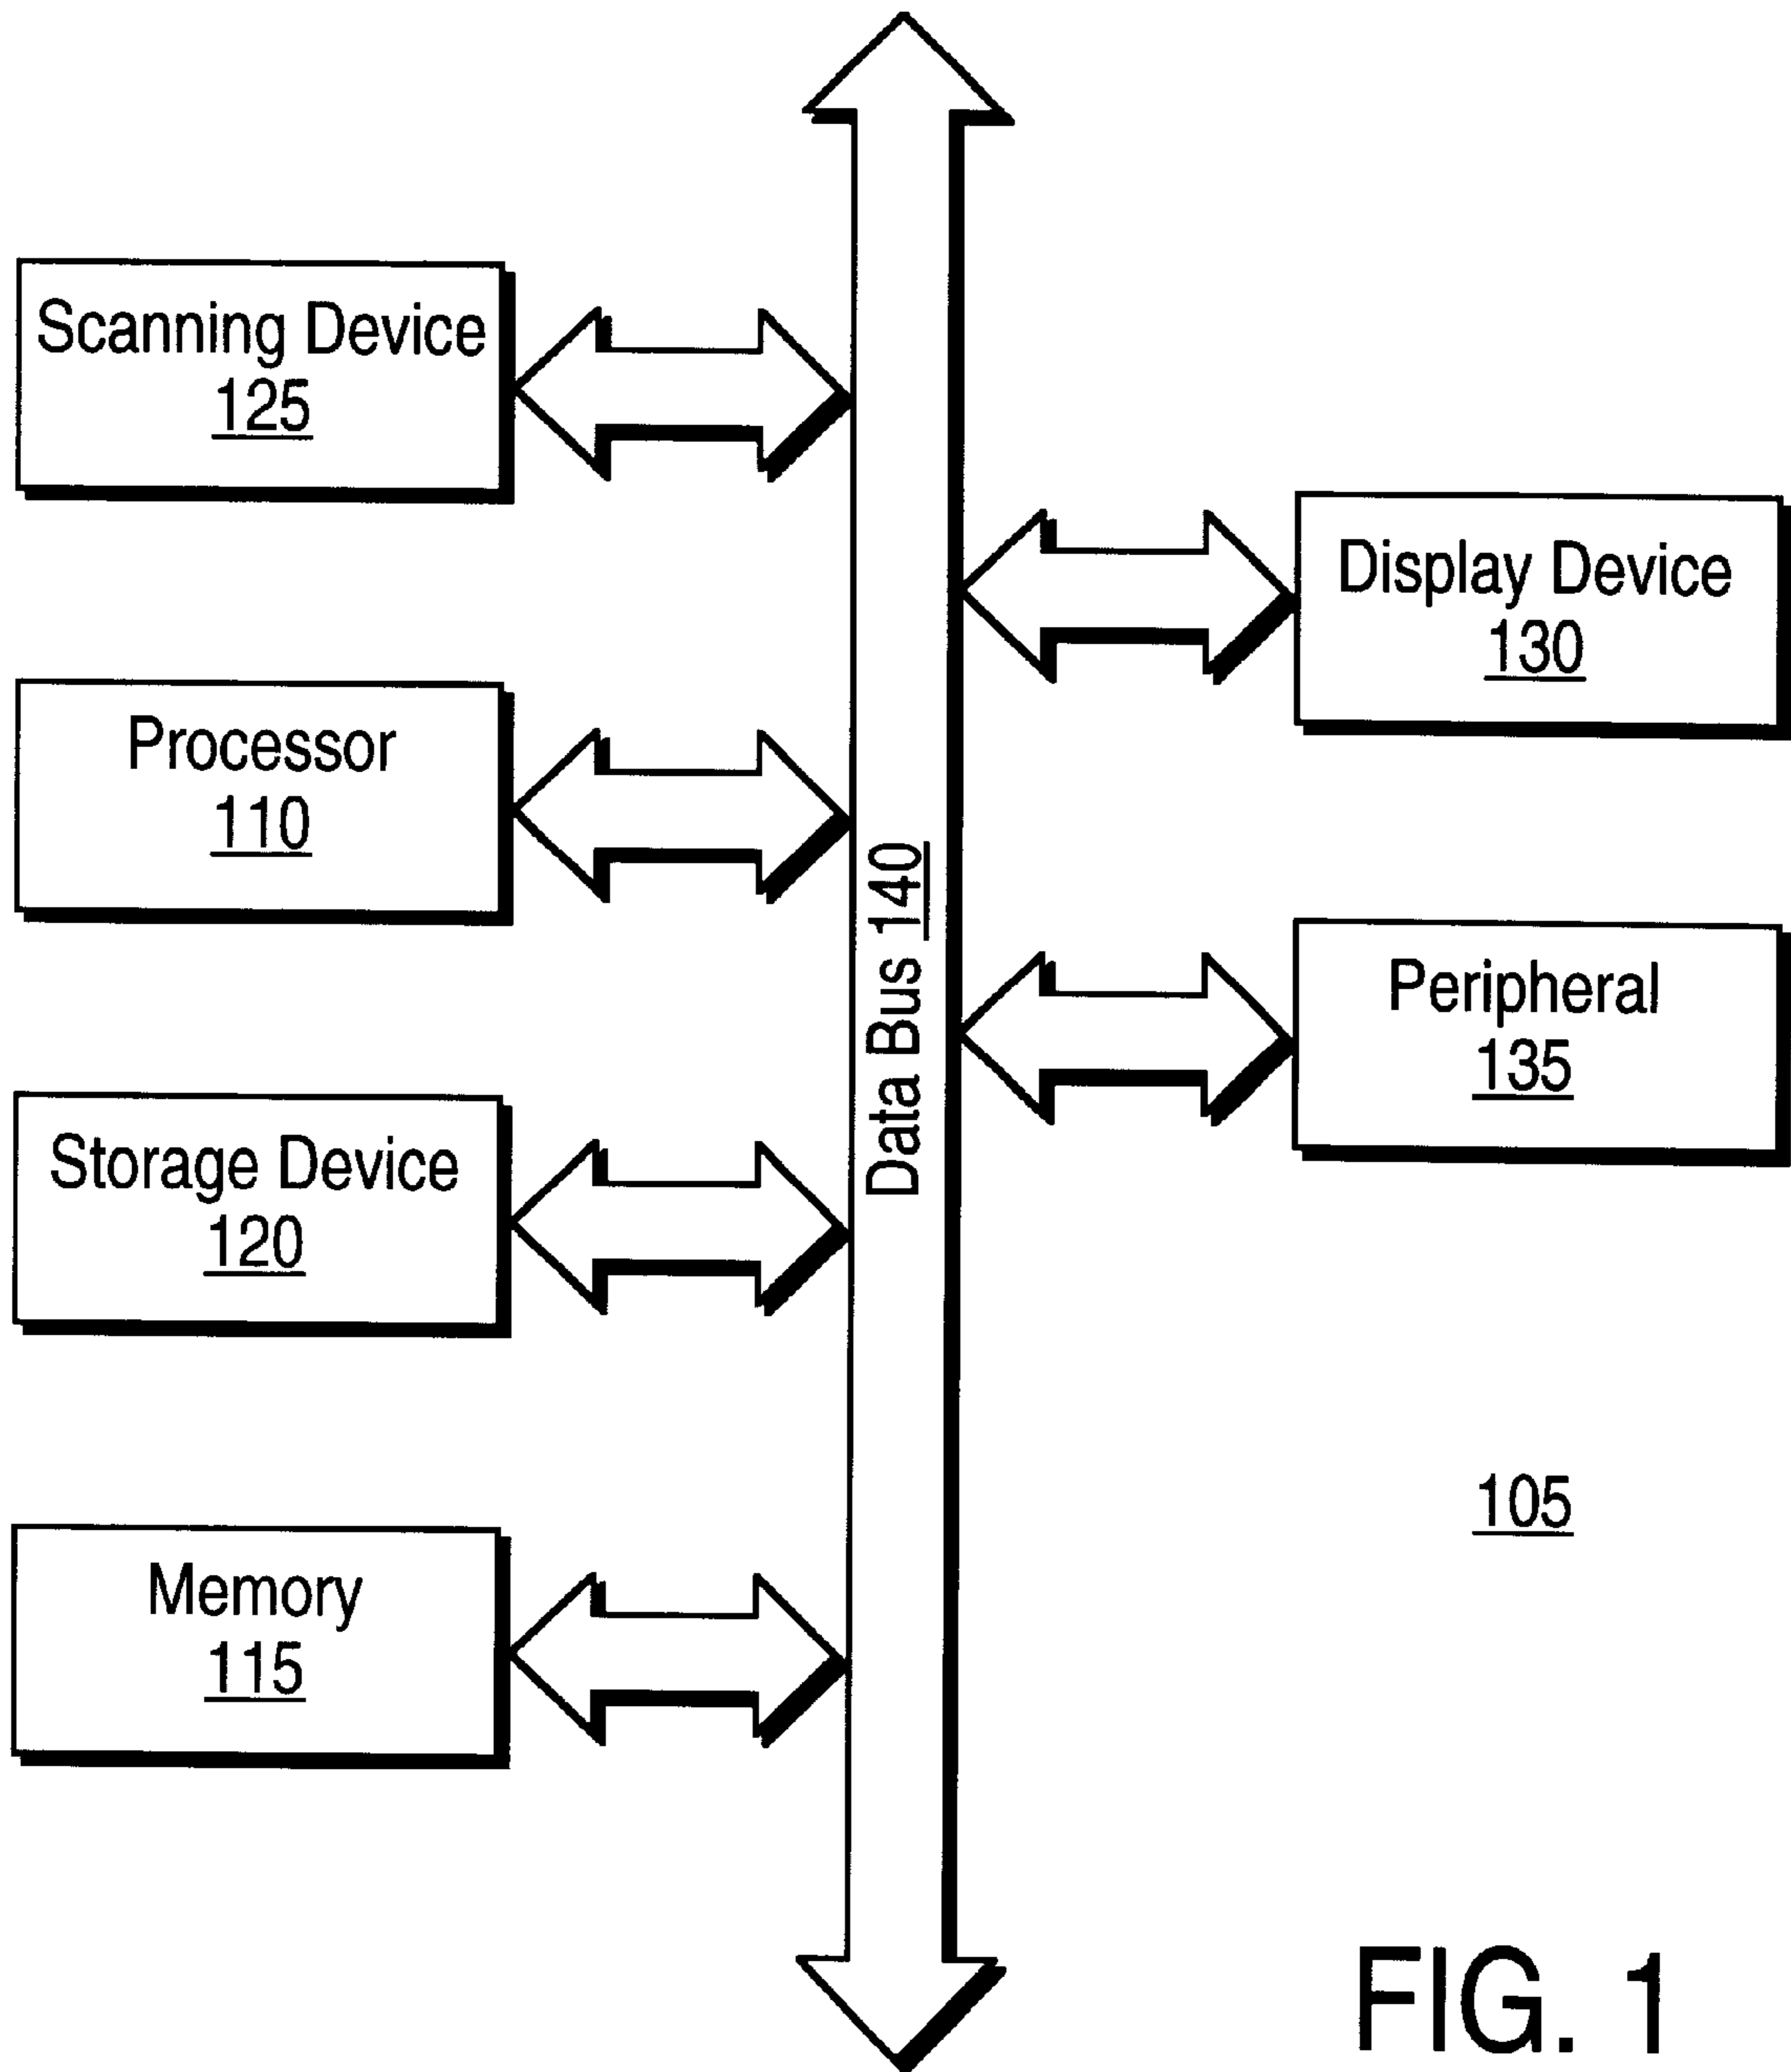 Scanning Device
125
Display Device
130
Processor
110
Data Bus 140
Peripheral
135
Storage Device
120
105
Memory
115
FIG. 1